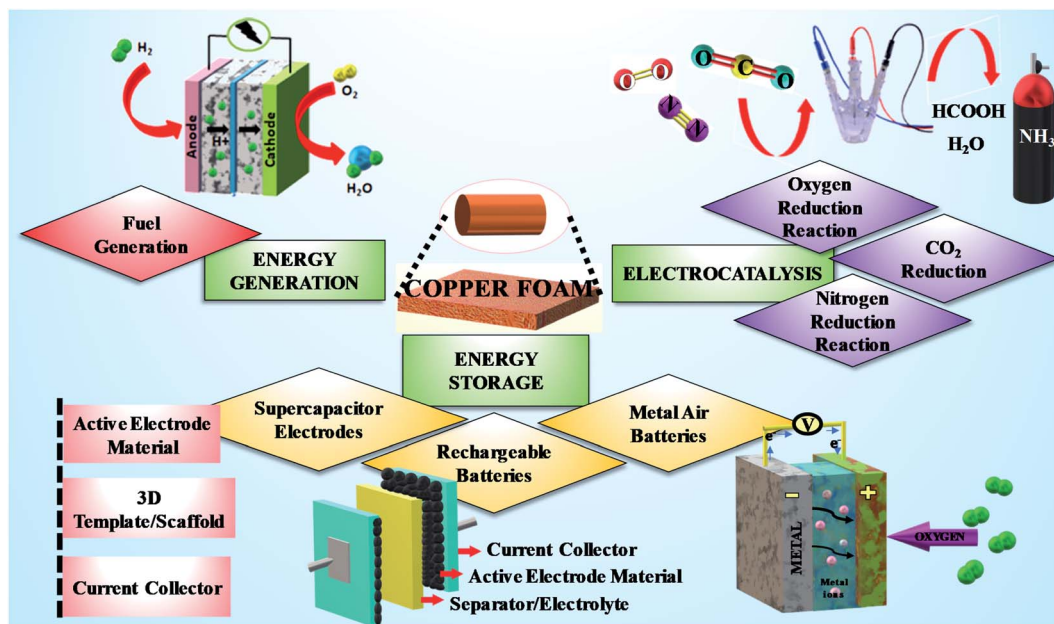 H₂
O₂
H+
Anode
Cathode
H₂O
O
O
O
C
O
N
N
HCOOH
H₂O
NH₃
Fuel
Generation
ENERGY
GENERATION
COPPER FOAM
ELECTROCATALYSIS
Oxygen
Reduction
Reaction
CO₂
Reduction
Nitrogen
Reduction
Reaction
ENERGY
STORAGE
Supercapacitor
Electrodes
Rechargeable
Batteries
Metal Air
Batteries
Active Electrode
Material
3D
Template/Scaffold
Current Collector
Current Collector
Active Electrode Material
Separator/Electrolyte
V
e⁻
e⁻
–
+
METAL
Metal
ions
OXYGEN